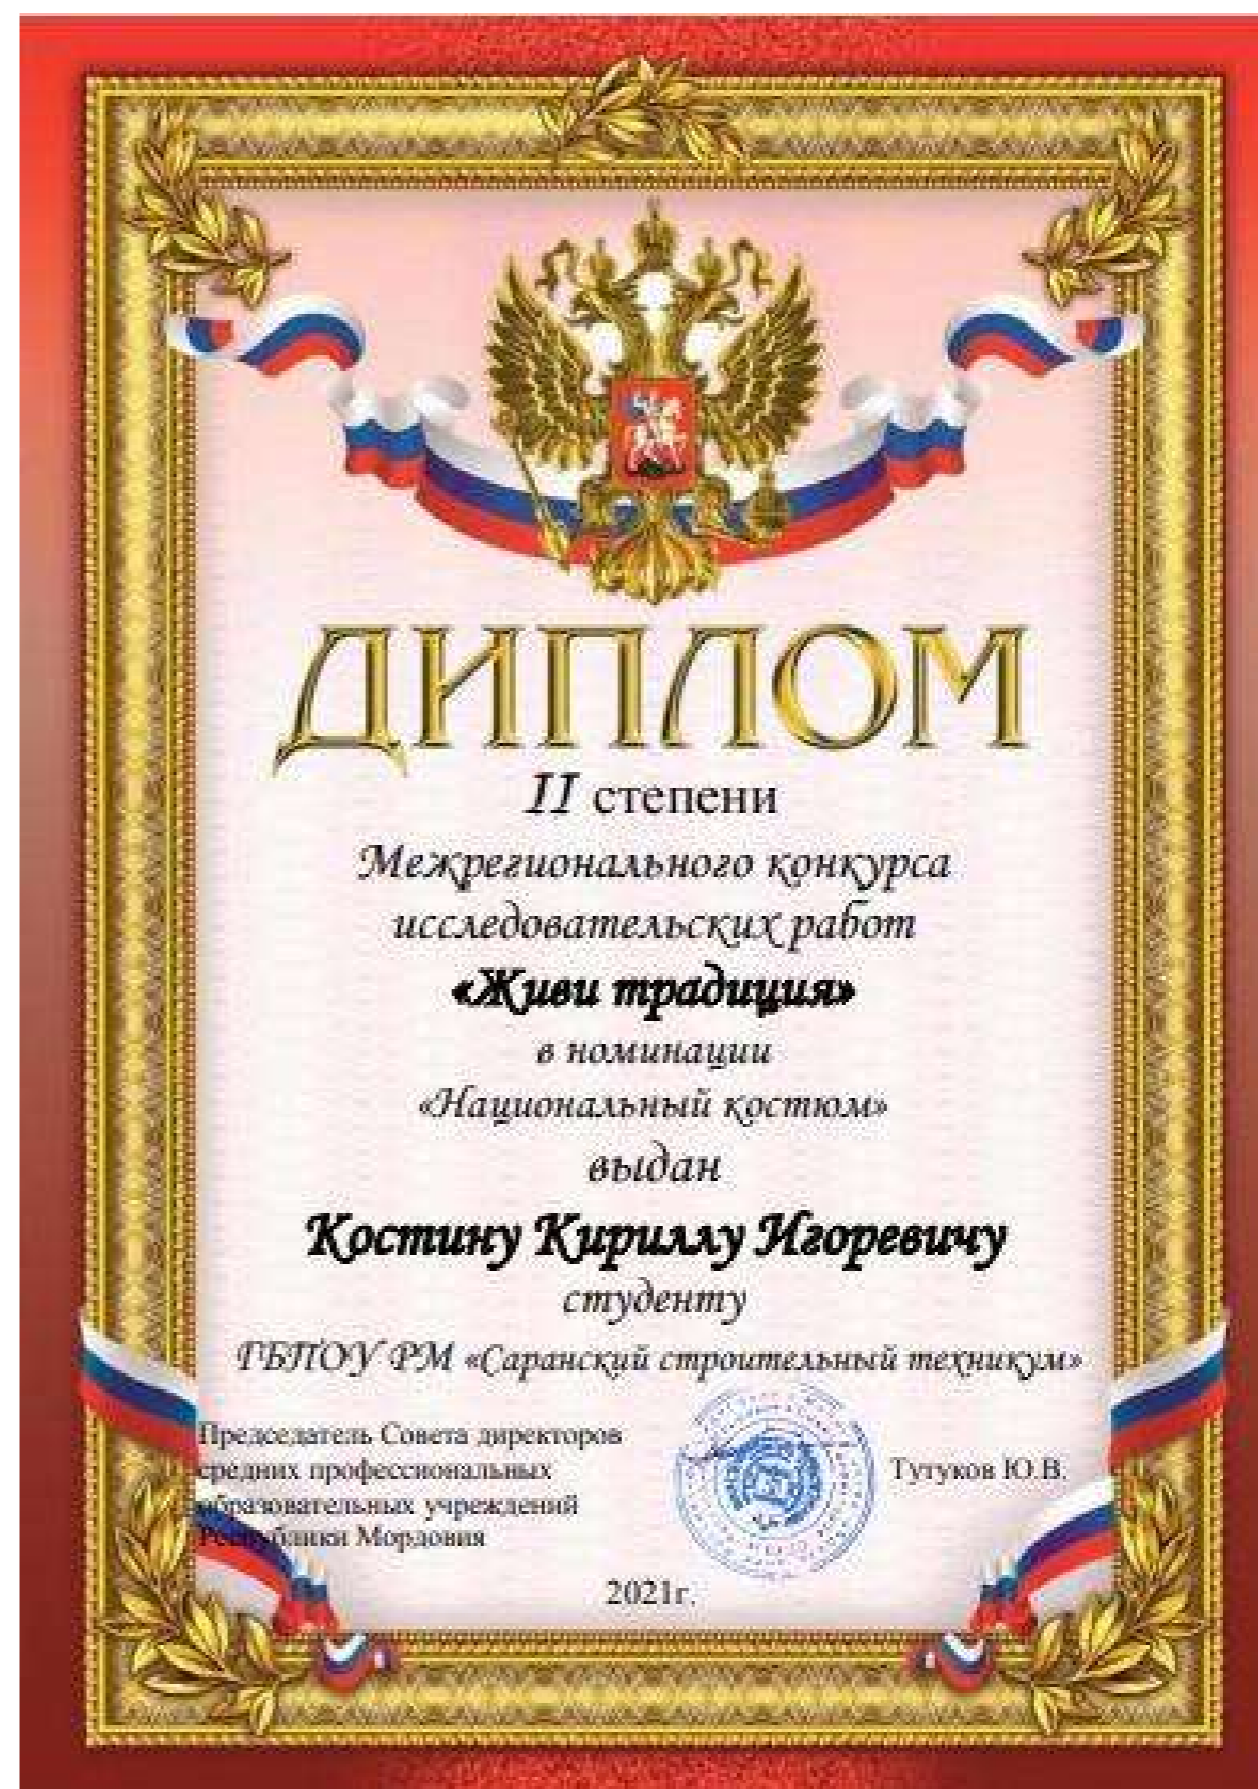 ДИПЛОМ
II степени
Межрегионального конкурса
исследовательских работ
«Живи традиция»
в номинации
«Национальный костюм»
выдан
Костину Кириллу Игоревичу
студенту
ГБПОУ РМ «Саранский строительный техникум»
Председатель Совета директоров
средних профессиональных
образовательных учреждений
Республики Мордовия
Тутуков Ю.В.
2021г.